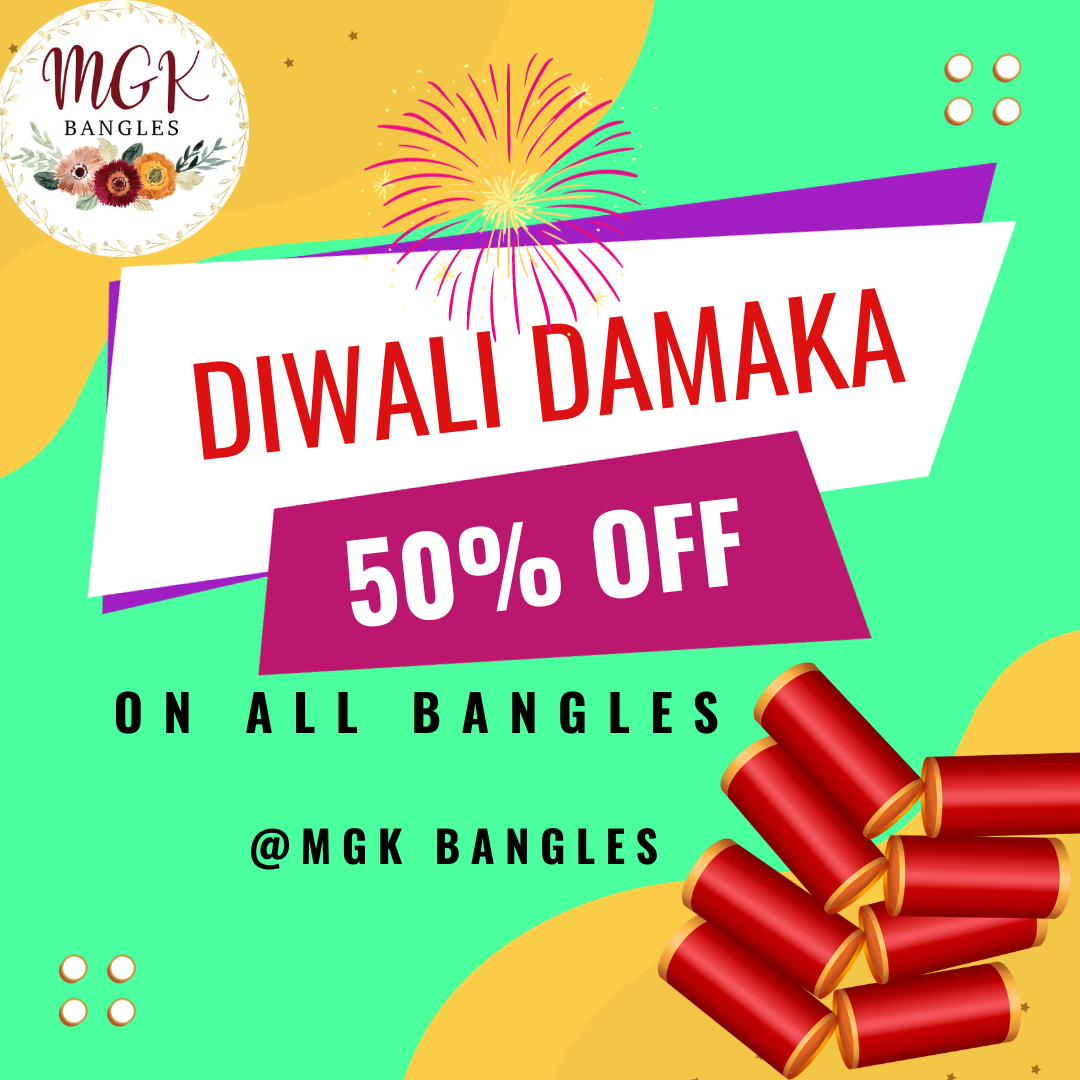 MGK
BANGLES
DIWALI DAMAKA
50% OFF
ON ALL BANGLES
@MGK BANGLES